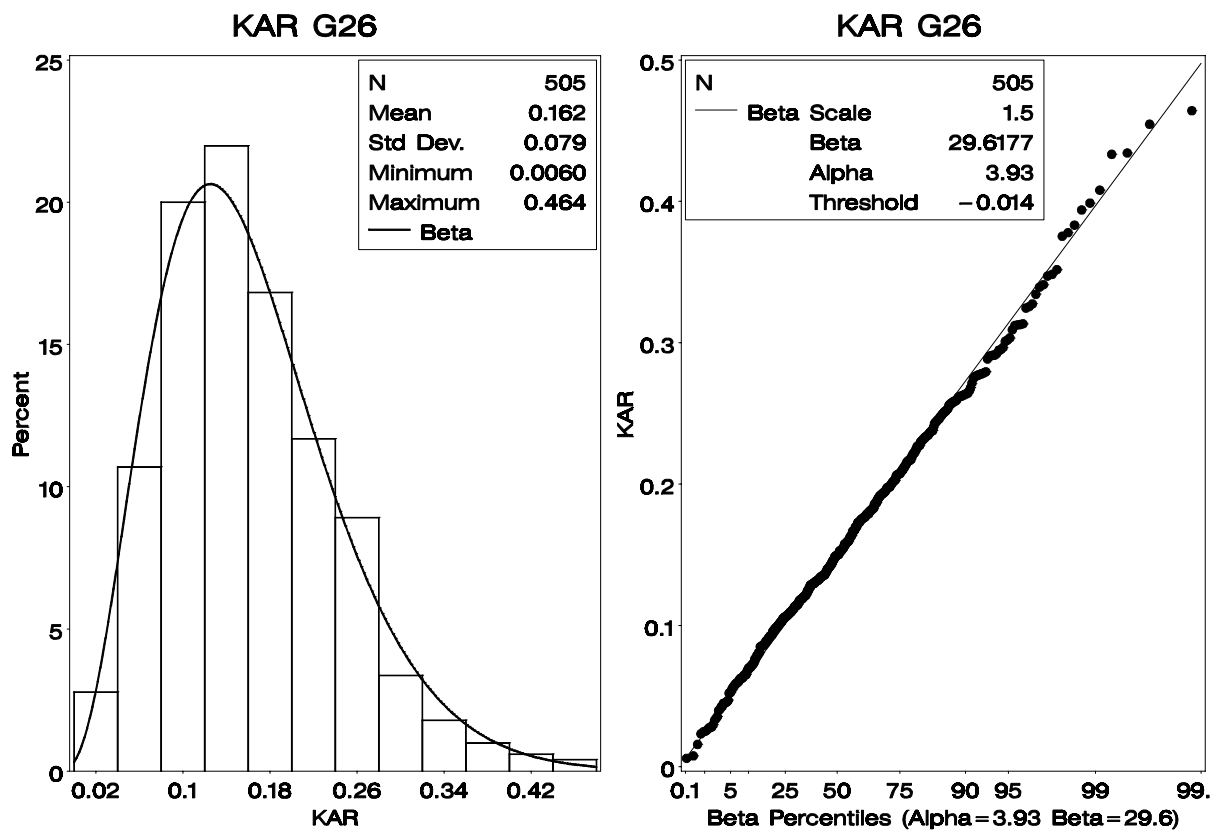 KAR G26
25
20
15
10
5
0
Percent
N 505
Mean 0.162
Std Dev. 0.079
Minimum 0.0060
Maximum 0.464
Beta
0.02 0.1 0.18 0.26 0.34 0.42
KAR
KAR G26
0.5
0.4
0.3
0.2
0.1
0
KAR
N 505
Beta Scale 1.5
Beta 29.6177
Alpha 3.93
Threshold -0.014
0.1 5 25 50 75 90 95 99 99.
Beta Percentiles (Alpha=3.93 Beta=29.6)